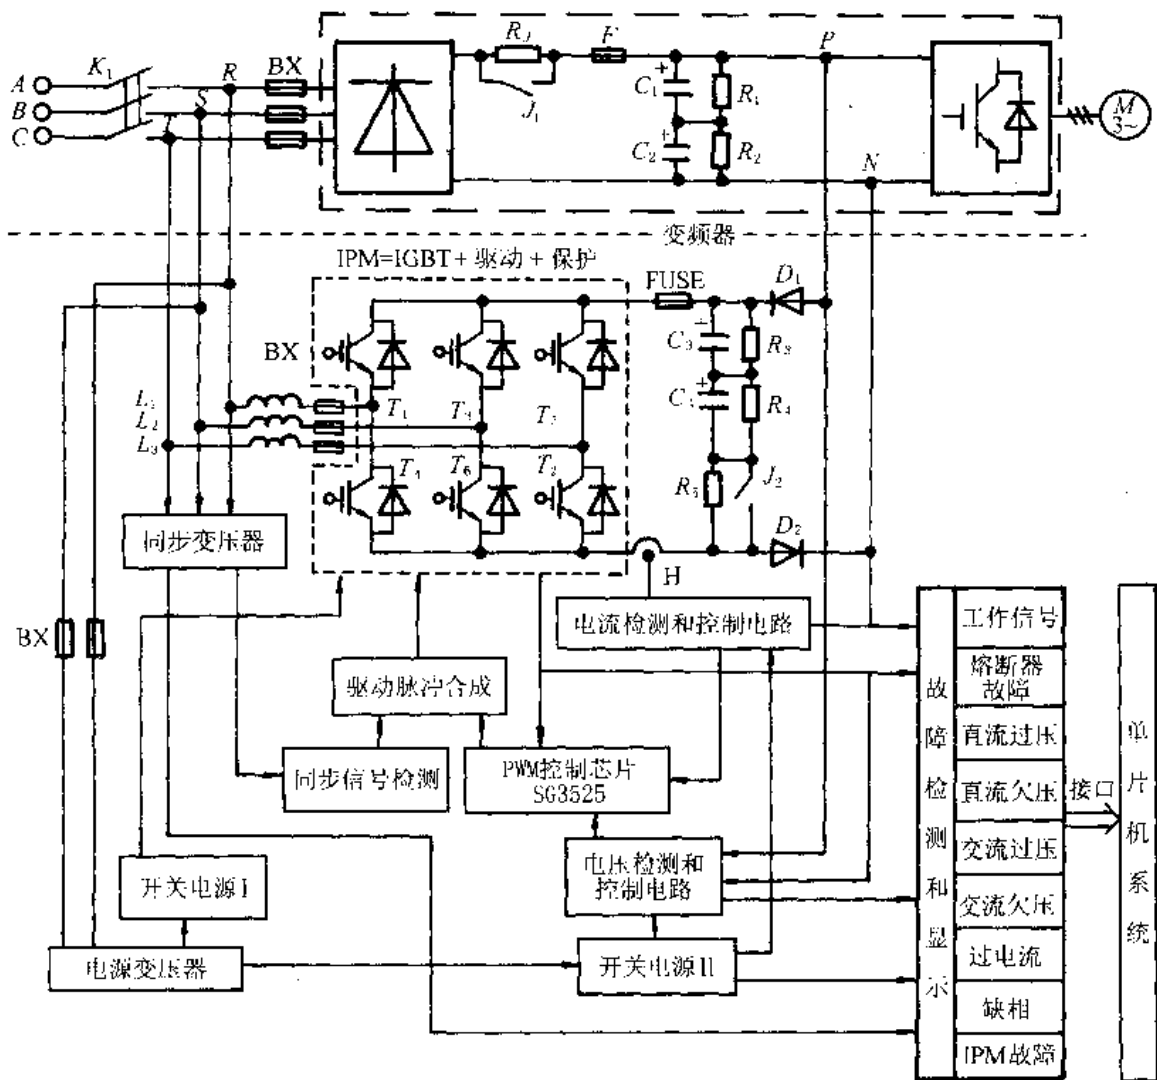 A
B
C
K₁
R
S
BX
F
P
C₁
R₁
J₁
C₂
R₂
N
M
3~
变频器
IPM=IGBT+驱动+保护
FUSE
D₁
BX
C₃
R₃
R₄
L₂
L₃
T₁
T₄
T₆
R₅
J₂
D₂
H
同步变压器
电流检测和控制电路
BX
驱动脉冲合成
同步信号检测
PWM控制芯片
SG3525
电压检测和
控制电路
开关电源I
电源变压器
开关电源II
故障检测和显示
工作信号
熔断器
故障
直流过压
直流欠压
交流过压
交流欠压
过电流
缺相
IPM故障
接口
单片机系统